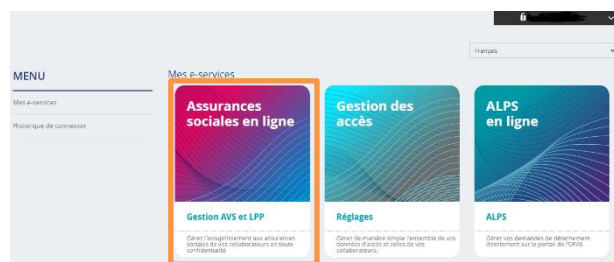 Français
MENU
Mes e-services
Mes e-services
Historique de connexion
Assurances
sociales en ligne
Gestion AVS et LPP
Gérez l'assujettissement aux assurances
sociales de vos collaborateurs en toute
confidentialité
Gestion des
accès
Réglages
Gérez de manière simple l'ensemble de vos
données d'accès et celles de vos
collaborateurs.
ALPS
en ligne
ALPS
Gérez vos demandes de détachement
directement sur le portail de l'OFAS